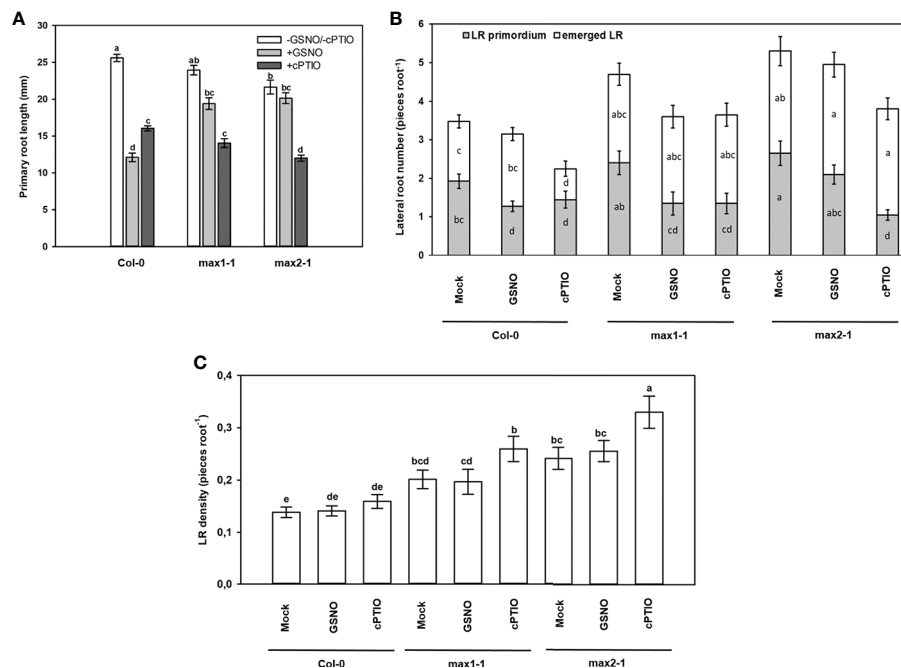 A
Primary root length (mm)
30
25
20
15
10
5
0
-GSNO/-cPTIO
+GSNO
+cPTIO
a
d
c
ab
bc
c
b
bc
d
Col-0 max1-1 max2-1
B
Lateral root number (pieces root⁻¹)
6
5
4
3
2
1
0
LR primordium emerged LR
c
bc
bc
d
d
d
abc
ab
abc
cd
abc
cd
ab
a
a
abc
a
d
Mock GSNO cPTIO Mock GSNO cPTIO Mock GSNO cPTIO
Col-0 max1-1 max2-1
C
LR density (pieces root⁻¹)
0,4
0,3
0,2
0,1
0,0
e de de bcd cd b bc bc a
Mock GSNO cPTIO Mock GSNO cPTIO Mock GSNO cPTIO
Col-0 max1-1 max2-1